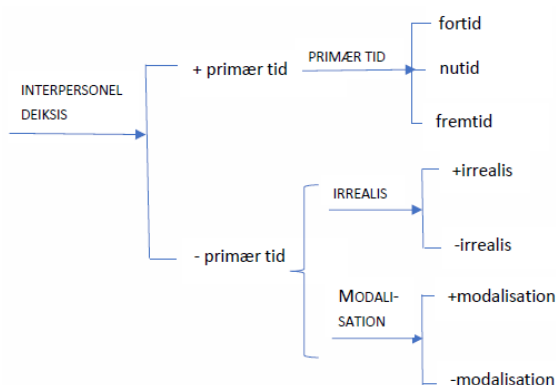 fortid
+ primær tid
PRIMÆR TID
nutid
INTERPERSONEL
DEIKSIS
fremtid
+irrealis
IRREALIS
- primær tid
-irrealis
MODALI-
SATION
+modalisation
-modalisation